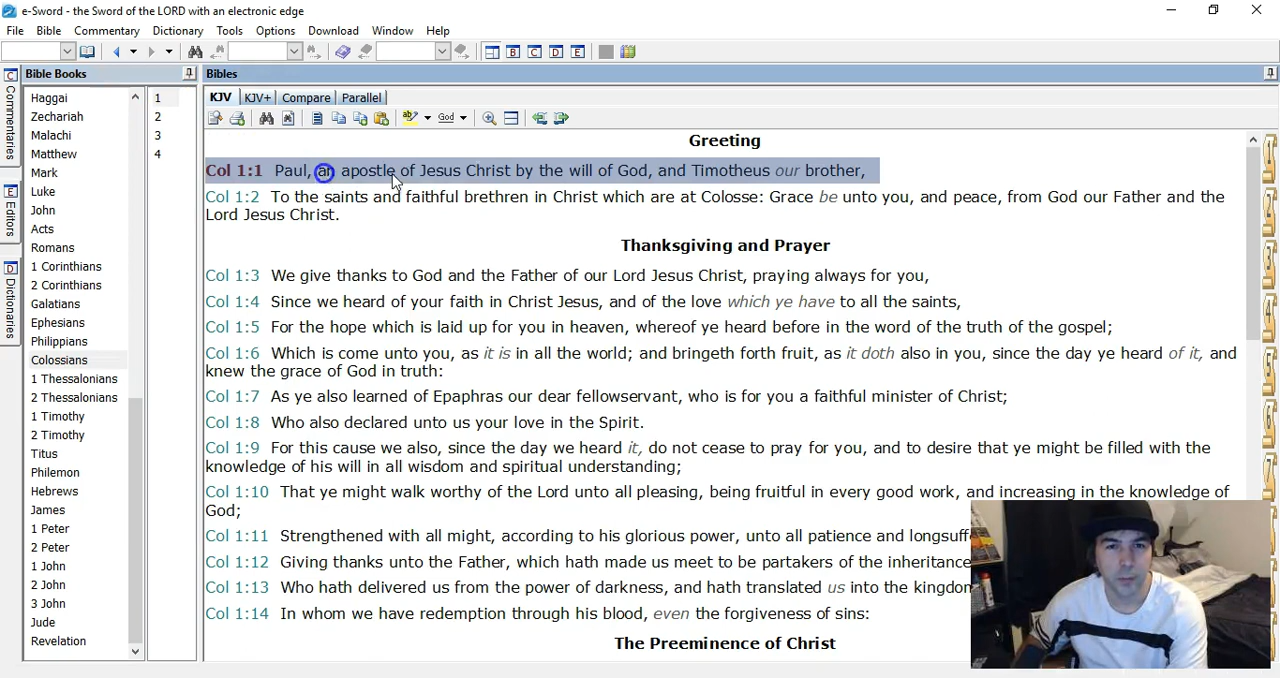 e-Sword - the Sword of the LORD with an electronic edge
File Bible Commentary Dictionary Tools Options Download Window Help
Bible Books
Bibles
C Commentaries
E Editors
D Dictionaries
B C D E
KJV KJV+ Compare Parallel
God
Haggai
Zechariah
Malachi
Matthew
Mark
Luke
John
Acts
Romans
1 Corinthians
2 Corinthians
Galatians
Ephesians
Philippians
Colossians
1 Thessalonians
2 Thessalonians
1 Timothy
2 Timothy
Titus
Philemon
Hebrews
James
1 Peter
2 Peter
1 John
2 John
3 John
Jude
Revelation
1
2
3
4
Greeting
Col 1:1 Paul, an apostle of Jesus Christ by the will of God, and Timotheus our brother,
Col 1:2 To the saints and faithful brethren in Christ which are at Colosse: Grace be unto you, and peace, from God our Father and the
Lord Jesus Christ.
Thanksgiving and Prayer
Col 1:3 We give thanks to God and the Father of our Lord Jesus Christ, praying always for you,
Col 1:4 Since we heard of your faith in Christ Jesus, and of the love which ye have to all the saints,
Col 1:5 For the hope which is laid up for you in heaven, whereof ye heard before in the word of the truth of the gospel;
Col 1:6 Which is come unto you, as it is in all the world; and bringeth forth fruit, as it doth also in you, since the day ye heard of it, and
knew the grace of God in truth:
Col 1:7 As ye also learned of Epaphras our dear fellowservant, who is for you a faithful minister of Christ;
Col 1:8 Who also declared unto us your love in the Spirit.
Col 1:9 For this cause we also, since the day we heard it, do not cease to pray for you, and to desire that ye might be filled with the
knowledge of his will in all wisdom and spiritual understanding;
Col 1:10 That ye might walk worthy of the Lord unto all pleasing, being fruitful in every good work, and increasing in the knowledge of
God;
Col 1:11 Strengthened with all might, according to his glorious power, unto all patience and longsuff
Col 1:12 Giving thanks unto the Father, which hath made us meet to be partakers of the inheritance
Col 1:13 Who hath delivered us from the power of darkness, and hath translated us into the kingdom
Col 1:14 In whom we have redemption through his blood, even the forgiveness of sins:
The Preeminence of Christ
1
2
3
4
5
6
7